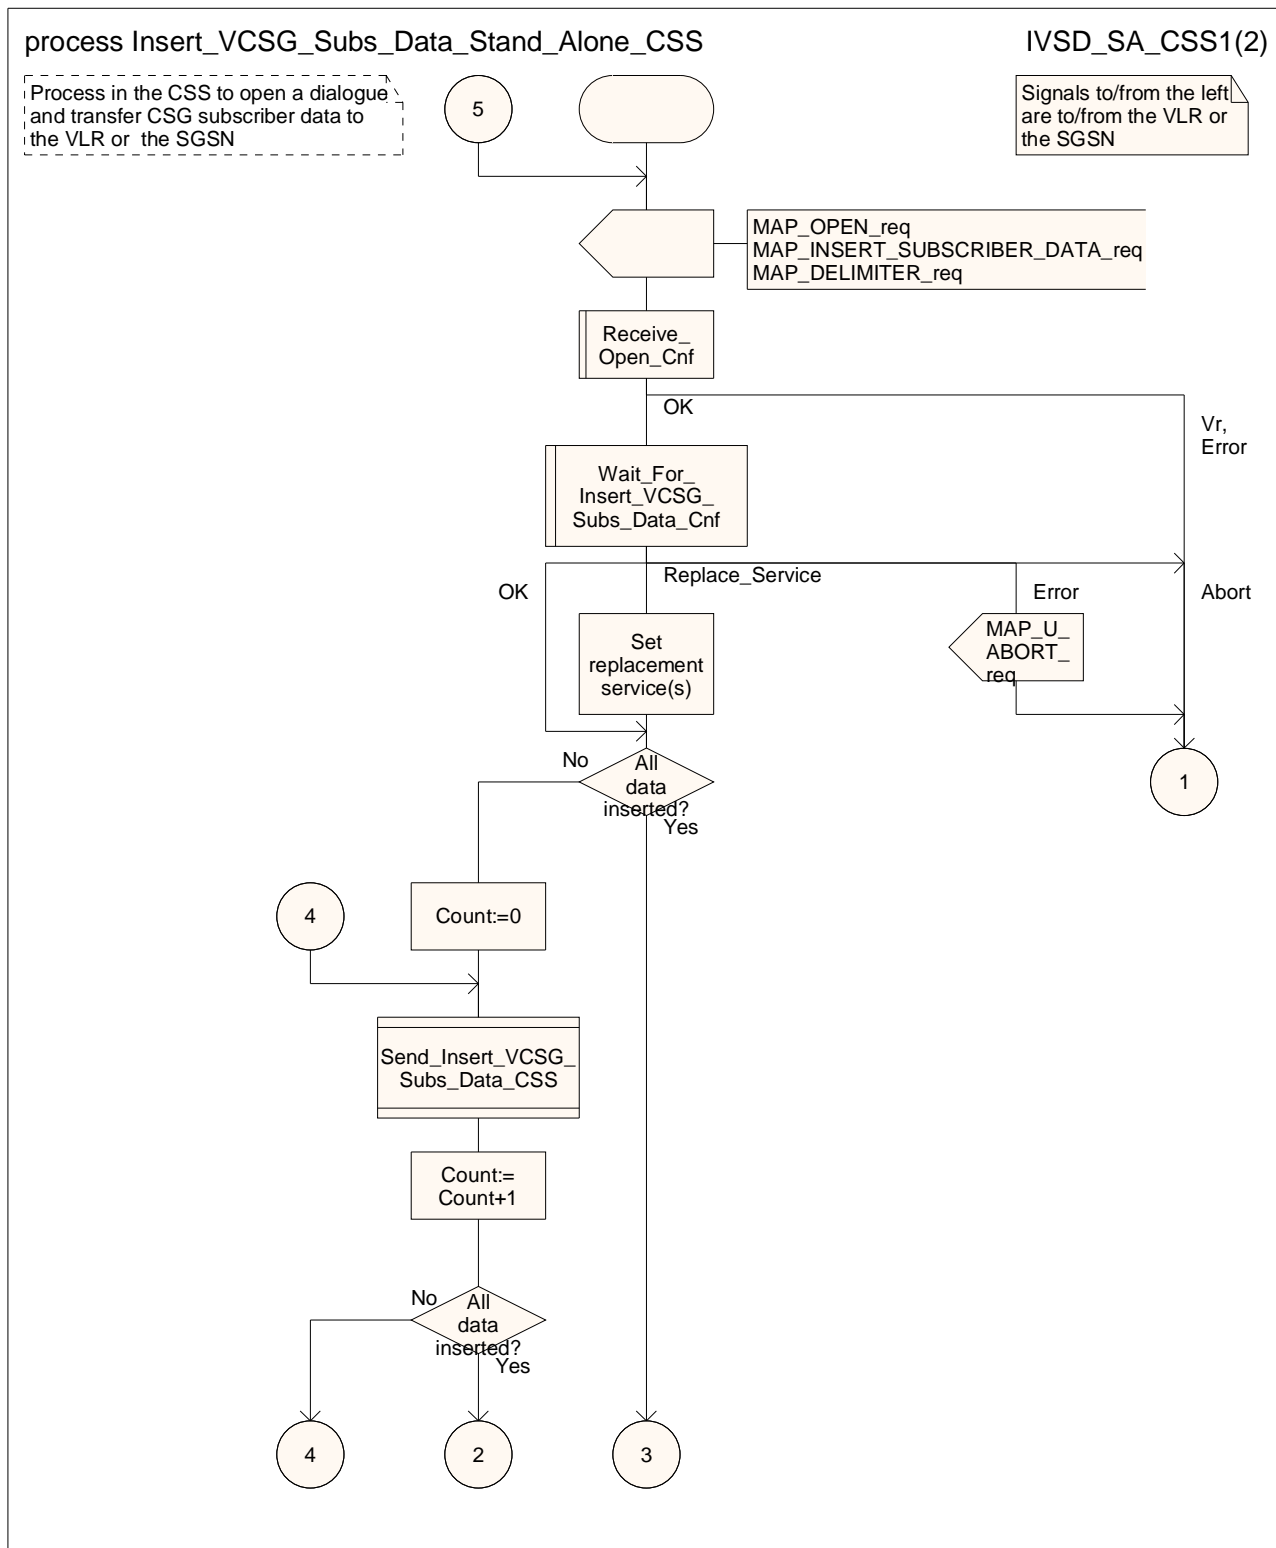 process Insert_VCSG_Subs_Data_Stand_Alone_CSS
IVSD_SA_CSS1(2)
Process in the CSS to open a dialogue
and transfer CSG subscriber data to
the VLR or  the SGSN
5
Signals to/from the left
are to/from the VLR or
the SGSN
MAP_OPEN_req
MAP_INSERT_SUBSCRIBER_DATA_req
MAP_DELIMITER_req
Receive_
Open_Cnf
OK
Vr,
Error
Wait_For_
Insert_VCSG_
Subs_Data_Cnf
OK
Replace_Service
Error
Abort
Set
replacement
service(s)
MAP_U_
ABORT_
req
No
All
data
inserted?
Yes
1
4
Count:=0
Send_Insert_VCSG_
Subs_Data_CSS
Count:=
Count+1
No
All
data
inserted?
Yes
4
2
3